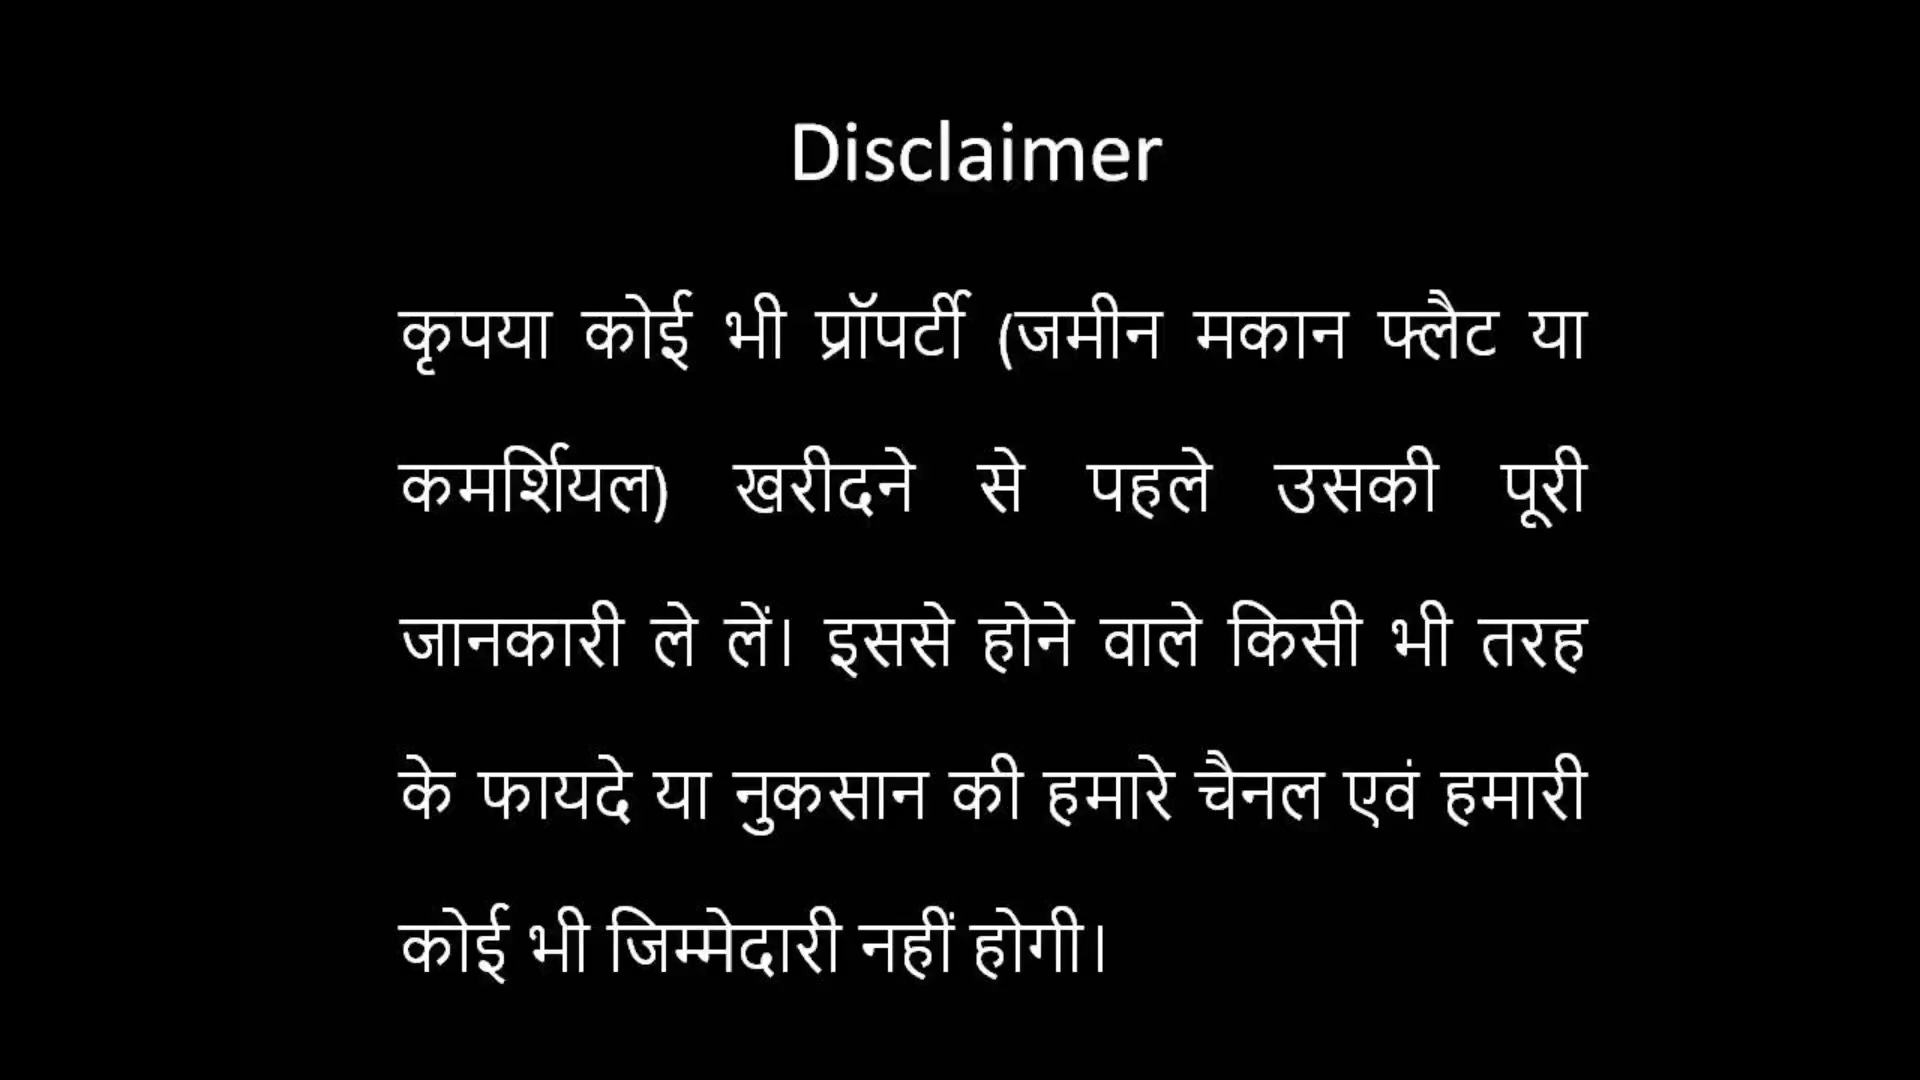 Disclaimer
कृपया कोई भी प्रॉपर्टी (जमीन मकान फ्लैट या
कमर्शियल) खरीदने से पहले उसकी पूरी
जानकारी ले लें। इससे होने वाले किसी भी तरह
के फायदे या नुकसान की हमारे चैनल एवं हमारी
कोई भी जिम्मेदारी नहीं होगी।